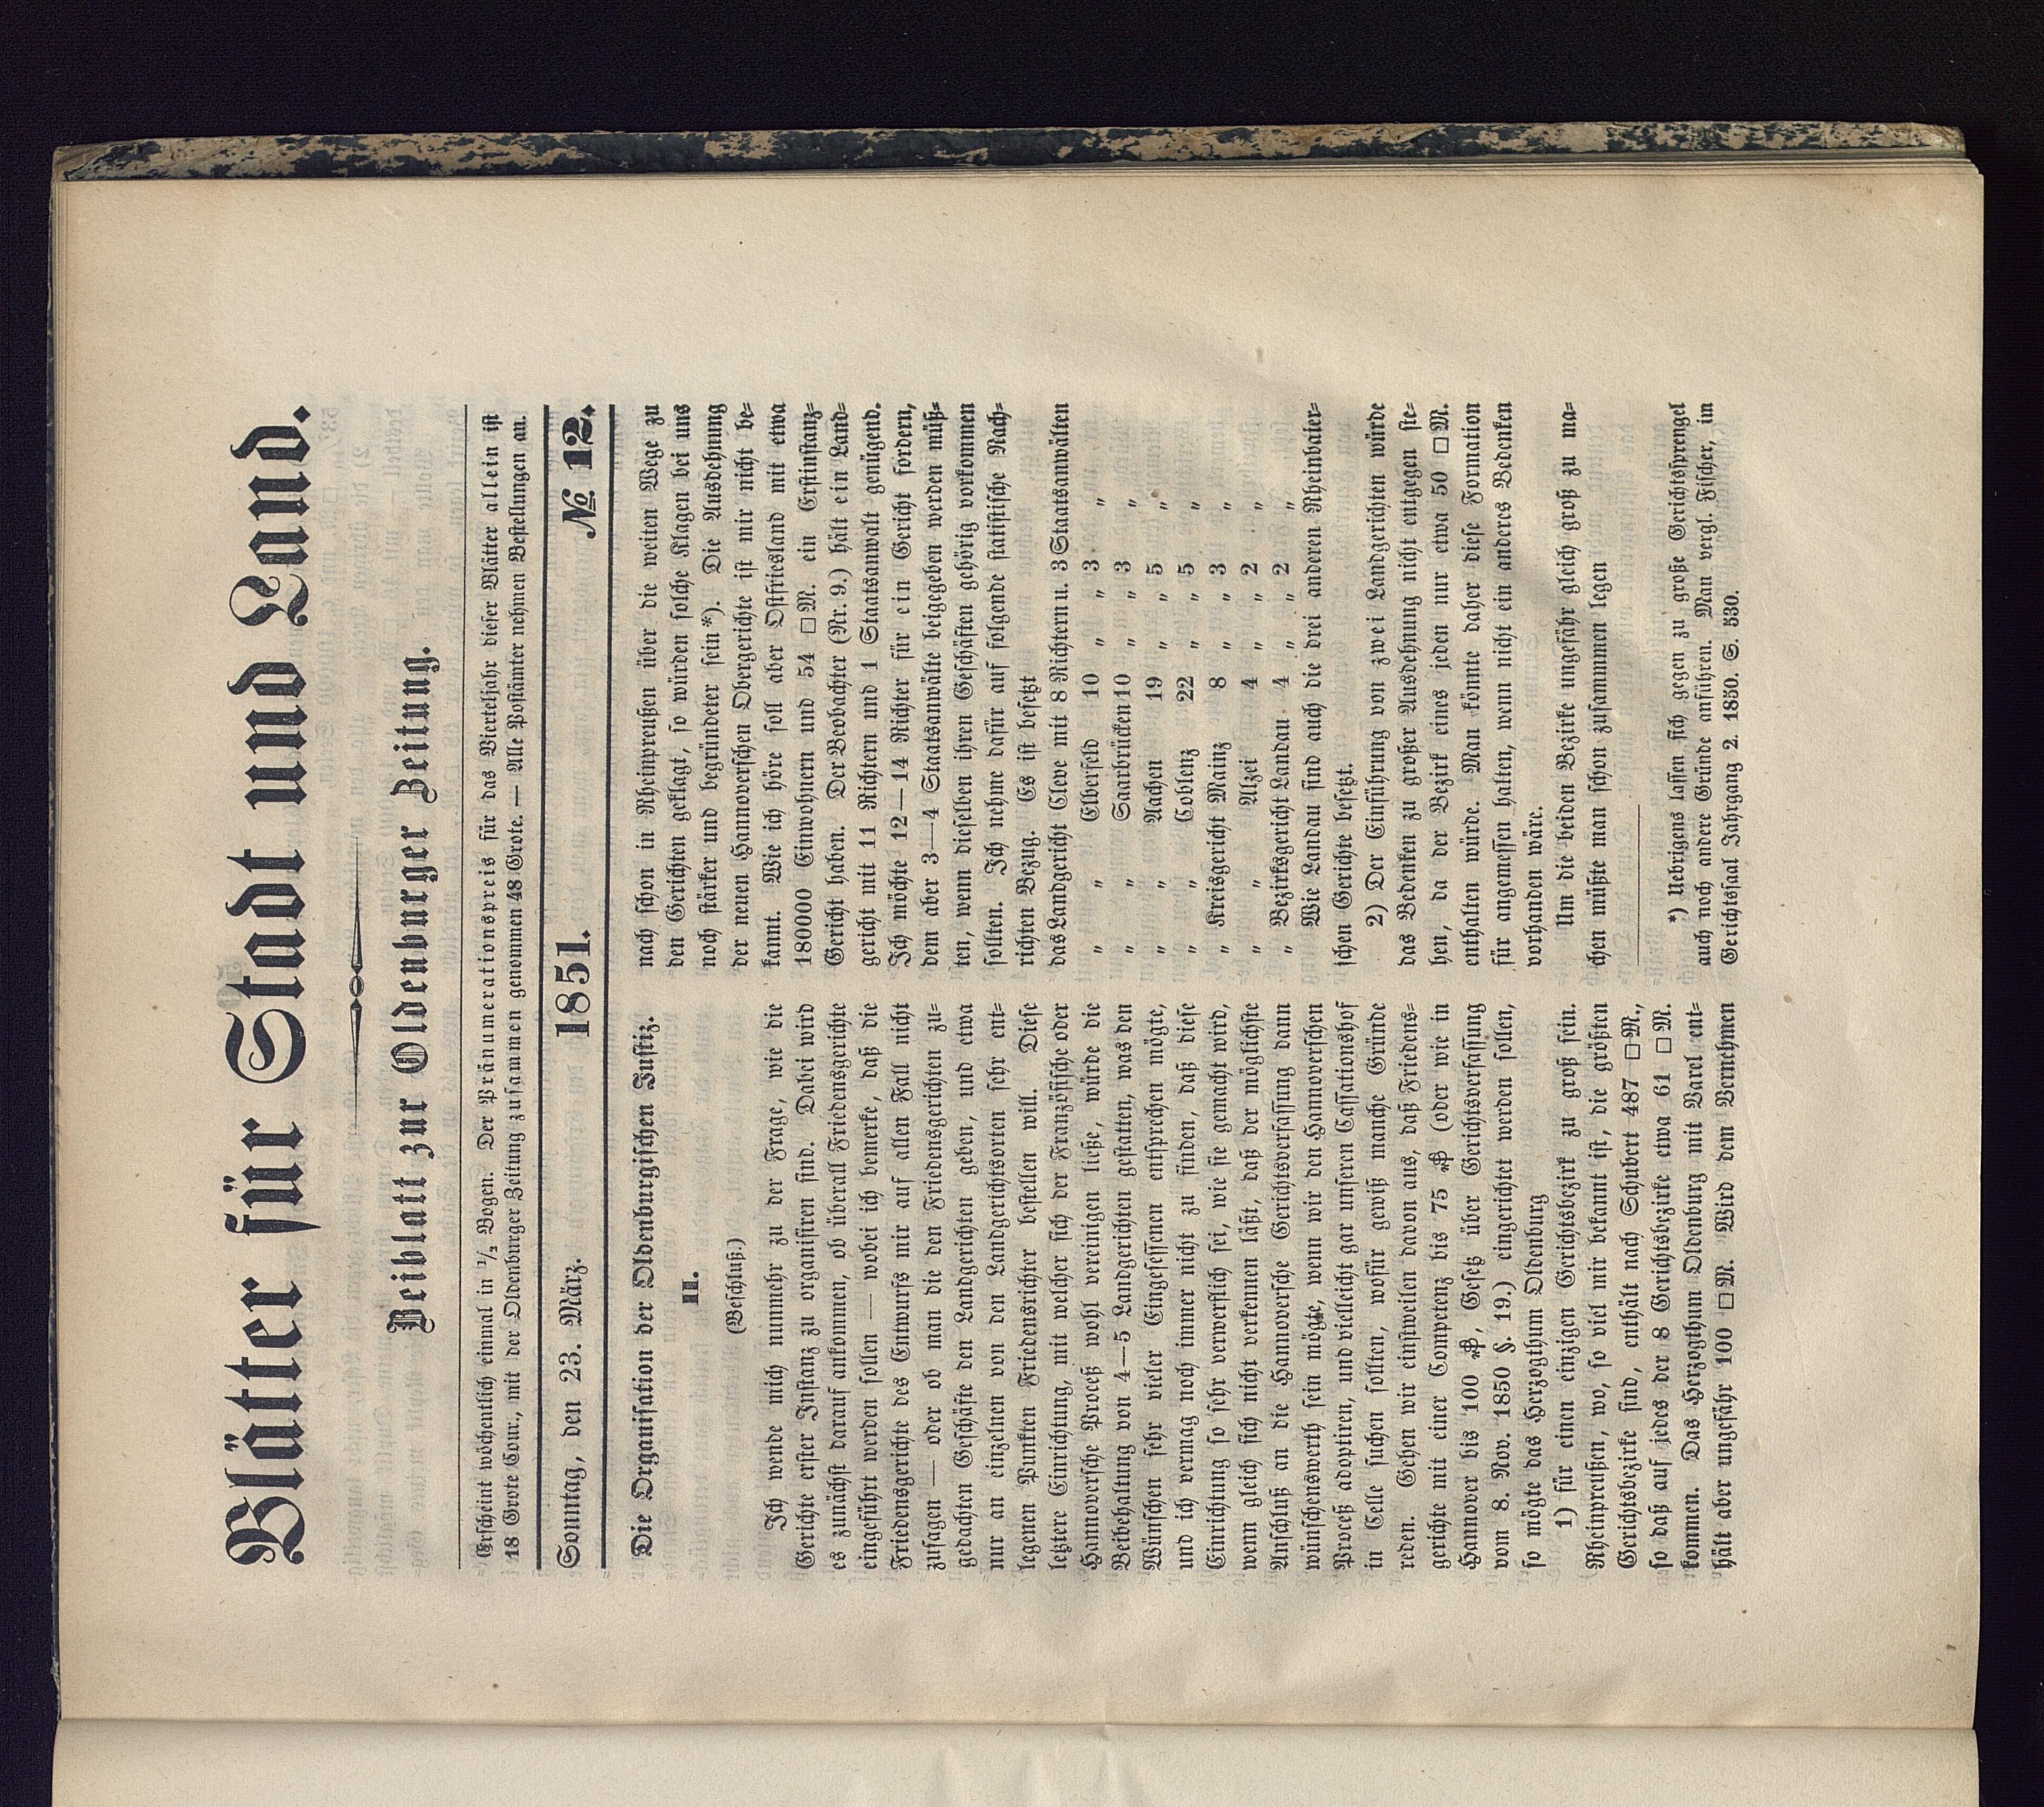 Blätter für Stadt und Land.
Beiblatt zur Oldenburger Zeitung.
Erscheint wöchentlich einmal in 1/2 Bogen. Der Pränumerationspreis für das Vierteljahr dieser Blätter allein ist
18 Grote Cour., mit der Oldenburger Zeitung zusammen genommen 48 Grote. — Alle Postämter nehmen Bestellungen an.
Sonntag, den 23. März. 1851. № 12.
Die Organisation der Oldenburgischen Justiz.
II.
(Beschluß.)
Ich wende mich nunmehr zu der Frage, wie die
Gerichte erster Instanz zu organisiren sind. Dabei wird
es zunächst darauf ankommen, ob überall Friedensgerichte
eingeführt werden sollen — wobei ich bemerke, daß die
Friedensgerichte des Entwurfs mir auf allen Fall nicht
zusagen — oder ob man die den Friedensgerichten zu-
gedachten Geschäfte den Landgerichten geben, und etwa
nur an einzelnen von den Landgerichtsorten sehr ent-
legenen Punkten Friedensrichter bestellen will. Diese
letztere Einrichtung, mit welcher sich der Französische oder
Hannoversche Proceß wohl vereinigen ließe, würde die
Beibehaltung von 4—5 Landgerichten gestatten, was den
Wünschen sehr vieler Eingesessenen entsprechen mögte,
und ich vermag noch immer nicht zu finden, daß diese
Einrichtung so sehr verwerflich sei, wie sie gemacht wird,
wenn gleich sich nicht verkennen läßt, daß der möglichste
Anschluß an die Hannoversche Gerichtsverfassung dann
wünschenswerth sein mögte, wenn wir den Hannoverschen
Proceß adoptiren, und vielleicht gar unseren Cassationshof
in Celle suchen sollten, wofür gewiß manche Gründe
reden. Gehen wir einstweilen davon aus, daß Friedens-
gerichte mit einer Competenz bis 75 ₰ (oder wie in
Hannover bis 100 ₰, Gesetz über Gerichtsverfassung
vom 8. Nov. 1850 §. 19.) eingerichtet werden sollen,
so mögte das Herzogthum Oldenburg
1) für einen einzigen Gerichtsbezirk zu groß sein.
Rheinpreußen, wo, so viel mir bekannt ist, die größten
Gerichtsbezirke sind, enthält nach Schubert 487 □M.,
so daß auf jedes der 8 Gerichtsbezirke etwa 61 □M.
kommen. Das Herzogthum Oldenburg mit Varel ent-
hält aber ungefähr 100 □M. Wird dem Vernehmen
nach schon in Rheinpreußen über die weiten Wege zu
den Gerichten geklagt, so würden solche Klagen bei uns
noch stärker und begründeter sein*). Die Ausdehnung
der neuen Hannoverschen Obergerichte ist mir nicht be-
kannt. Wie ich höre soll aber Ostfriesland mit etwa
180000 Einwohnern und 54 □M. ein Erstinstanz-
Gericht haben. Der Beobachter (Nr. 9.) hält ein Land-
gericht mit 11 Richtern und 1 Staatsanwalt genügend.
Ich möchte 12—14 Richter für ein Gericht fordern,
dem aber 3—4 Staatsanwälte beigegeben werden müß-
ten, wenn dieselben ihren Geschäften gehörig vorkommen
sollten. Ich nehme dafür auf folgende statistische Nach-
richten Bezug. Es ist besetzt
das Landgericht Cleve mit 8 Richtern u. 3 Staatsanwälten
„ „ Elberfeld 10 „ „ 3 „
„ „ Saarbrücken 10 „ „ 3 „
„ „ Aachen 19 „ „ 5 „
„ „ Coblenz 22 „ „ 5 „
„ Kreisgericht Mainz 8 „ „ 3 „
„ „ Alzei 4 „ „ 2 „
„ Bezirksgericht Landau 4 „ „ 2 „
Wie Landau sind auch die drei anderen Rheinbaier-
schen Gerichte besetzt.
2) Der Einführung von zwei Landgerichten würde
das Bedenken zu großer Ausdehnung nicht entgegen ste-
hen, da der Bezirk eines jeden nur etwa 50 □M.
enthalten würde. Man könnte daher diese Formation
für angemessen halten, wenn nicht ein anderes Bedenken
vorhanden wäre.
Um die beiden Bezirke ungefähr gleich groß zu ma-
chen müßte man schon zusammen legen
*) Uebrigens lassen sich gegen zu große Gerichtssprengel
auch noch andere Gründe anführen. Man vergl. Fischer, im
Gerichtssaal Jahrgang 2. 1850. S. 530.